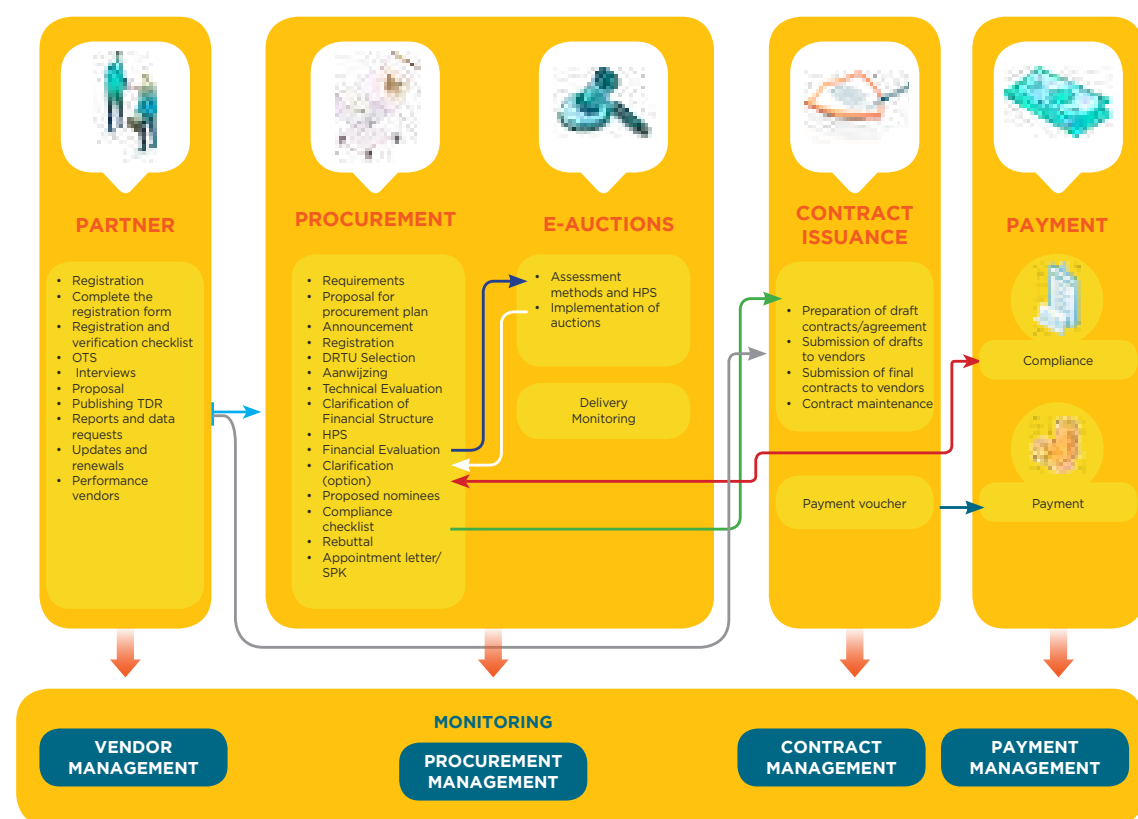 PARTNER
• Registration
• Complete the
registration form
• Registration and
verification checklist
• OTS
• Interviews
• Proposal
• Publishing TDR
• Reports and data
requests
• Updates and
renewals
• Performance
vendors
PROCUREMENT
• Requirements
• Proposal for
procurement plan
• Announcement
• Registration
• DRTU Selection
• Aanwijzing
• Technical Evaluation
• Clarification of
Financial Structure
• HPS
• Financial Evaluation
• Clarification
(option)
• Proposed nominees
• Compliance
checklist
• Rebuttal
• Appointment letter/
SPK
E-AUCTIONS
• Assessment
methods and HPS
• Implementation of
auctions
Delivery
Monitoring
CONTRACT
ISSUANCE
• Preparation of draft
contracts/agreement
• Submission of drafts
to vendors
• Submission of final
contracts to vendors
• Contract maintenance
Payment voucher
PAYMENT
Compliance
Payment
MONITORING
VENDOR
MANAGEMENT
PROCUREMENT
MANAGEMENT
CONTRACT
MANAGEMENT
PAYMENT
MANAGEMENT